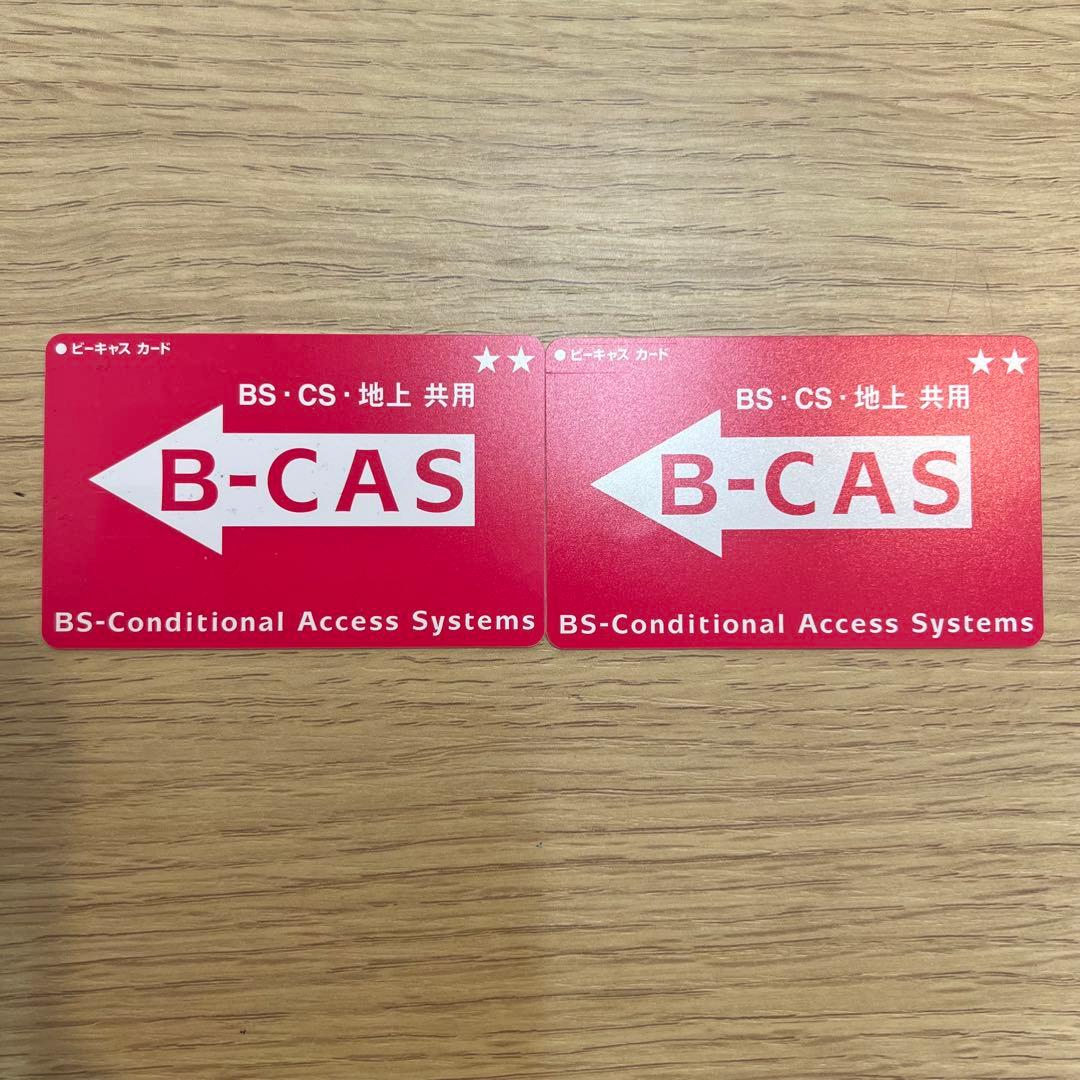 ● ビーキャス カード
★★
BS・CS・地上 共用
B-CAS
BS-Conditional Access Systems
● ビーキャス カード
★★
BS・CS・地上 共用
B-CAS
BS-Conditional Access Systems